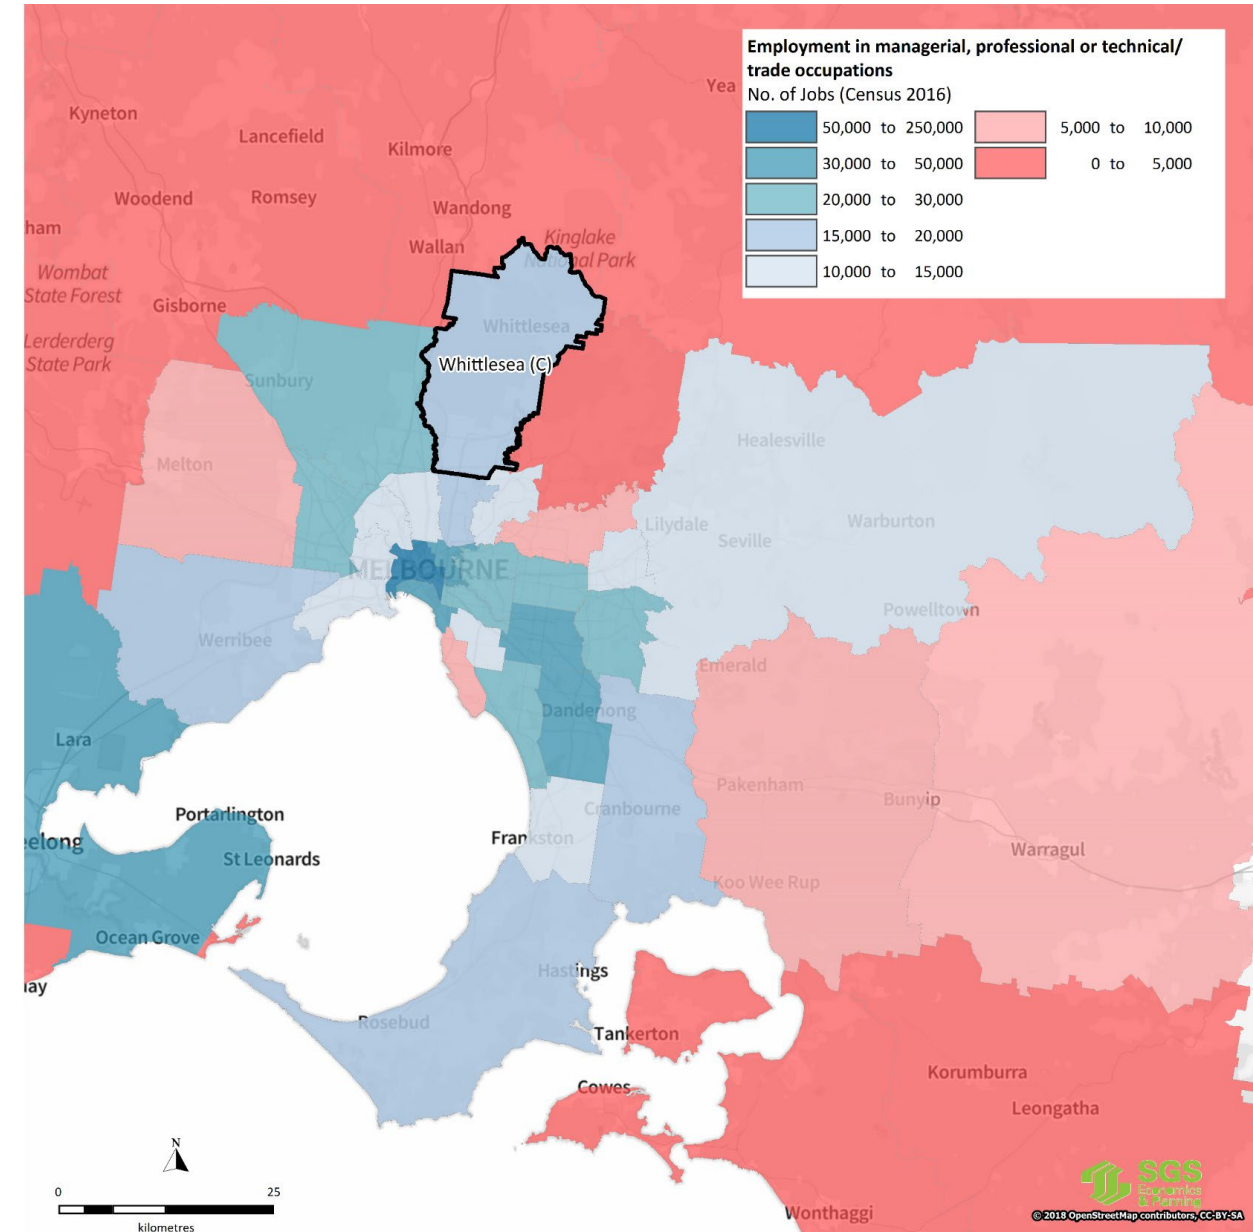 Employment in managerial, professional or technical/
trade occupations
No. of Jobs (Census 2016)
50,000 to 250,000
30,000 to 50,000
20,000 to 30,000
15,000 to 20,000
10,000 to 15,000
5,000 to 10,000
0 to 5,000
Yea
Kyneton
Lancefield
Kilmore
Woodend
Romsey
Wandong
ham
Wallan
Kinglake
National Park
Wombat
State Forest
Gisborne
Whittlesea
Lerderderg
State Park
Whittlesea (C)
Sunbury
Healesville
Melton
Lilydale
Warburton
Seville
MELBOURNE
Powelltown
Werribee
Emerald
Dandenong
Lara
Pakenham
Bunyip
Portarlington
Cranbourne
eelong
Frankston
Warragul
St Leonards
Koo Wee Rup
Ocean Grove
Hastings
uay
Rosebud
Tankerton
Korumburra
Cowes
Leongatha
Wonthaggi
N
0 25
kilometres
SGS
Economics
& Planning
© 2018 OpenStreetMap contributors, CC-BY-SA